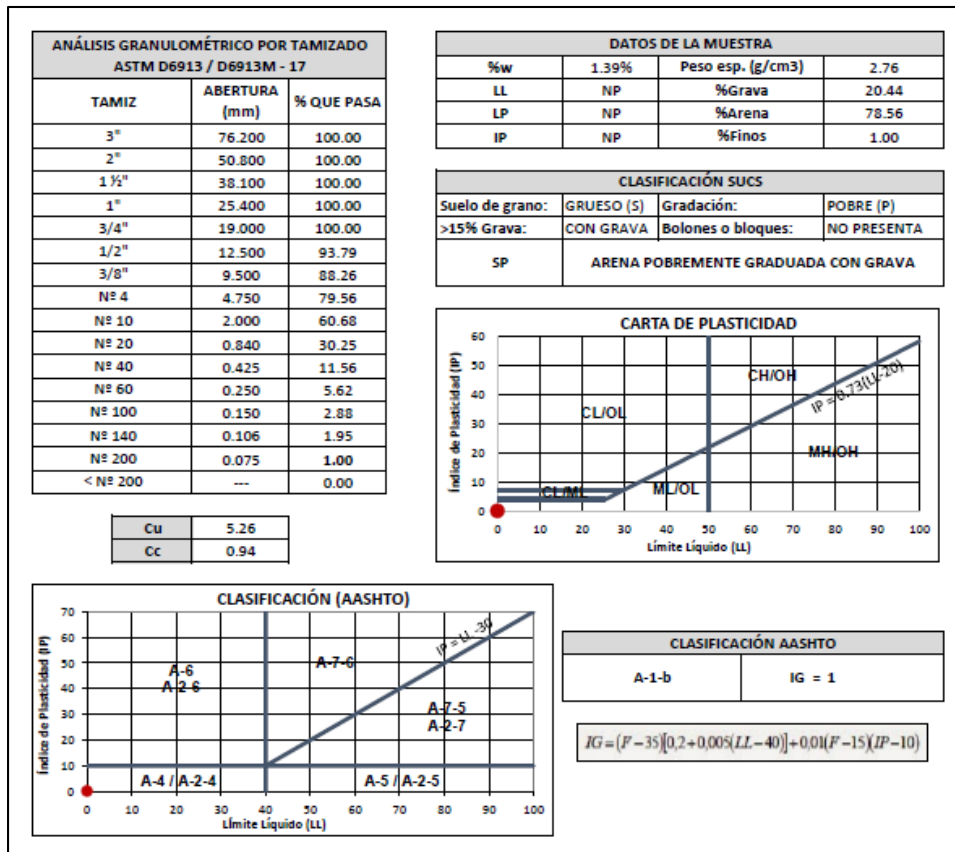 ANÁLISIS GRANULOMÉTRICO POR TAMIZADO
ASTM D6913 / D6913M - 17
TAMIZ ABERTURA (mm) % QUE PASA
3" 76.200 100.00
2" 50.800 100.00
1 ½" 38.100 100.00
1" 25.400 100.00
3/4" 19.000 100.00
1/2" 12.500 93.79
3/8" 9.500 88.26
Nº 4 4.750 79.56
Nº 10 2.000 60.68
Nº 20 0.840 30.25
Nº 40 0.425 11.56
Nº 60 0.250 5.62
Nº 100 0.150 2.88
Nº 140 0.106 1.95
Nº 200 0.075 1.00
< Nº 200 --- 0.00
Cu 5.26
Cc 0.94
DATOS DE LA MUESTRA
%w 1.39% Peso esp. (g/cm3) 2.76
LL NP %Grava 20.44
LP NP %Arena 78.56
IP NP %Finos 1.00
CLASIFICACIÓN SUCS
Suelo de grano: GRUESO (S) Gradación: POBRE (P)
>15% Grava: CON GRAVA Bolones o bloques: NO PRESENTA
SP ARENA POBREMENTE GRADUADA CON GRAVA
CARTA DE PLASTICIDAD
Índice de Plasticidad (IP)
60
50
40
30
20
10
0
CH/OH
IP = 0.73(LL-20)
CL/OL
MH/OH
CL/ML
ML/OL
0 10 20 30 40 50 60 70 80 90 100
Límite Líquido (LL)
CLASIFICACIÓN (AASHTO)
Índice de Plasticidad (IP)
70
60
50
40
30
20
10
0
IP = LL -30
A-7-6
A-6
A-2-6
A-7-5
A-2-7
A-4 / A-2-4
A-5 / A-2-5
0 10 20 30 40 50 60 70 80 90 100
Límite Líquido (LL)
CLASIFICACIÓN AASHTO
A-1-b IG = 1
IG=(F-35)[0,2+0,005(LL-40)]+0,01(F-15)(IP-10)